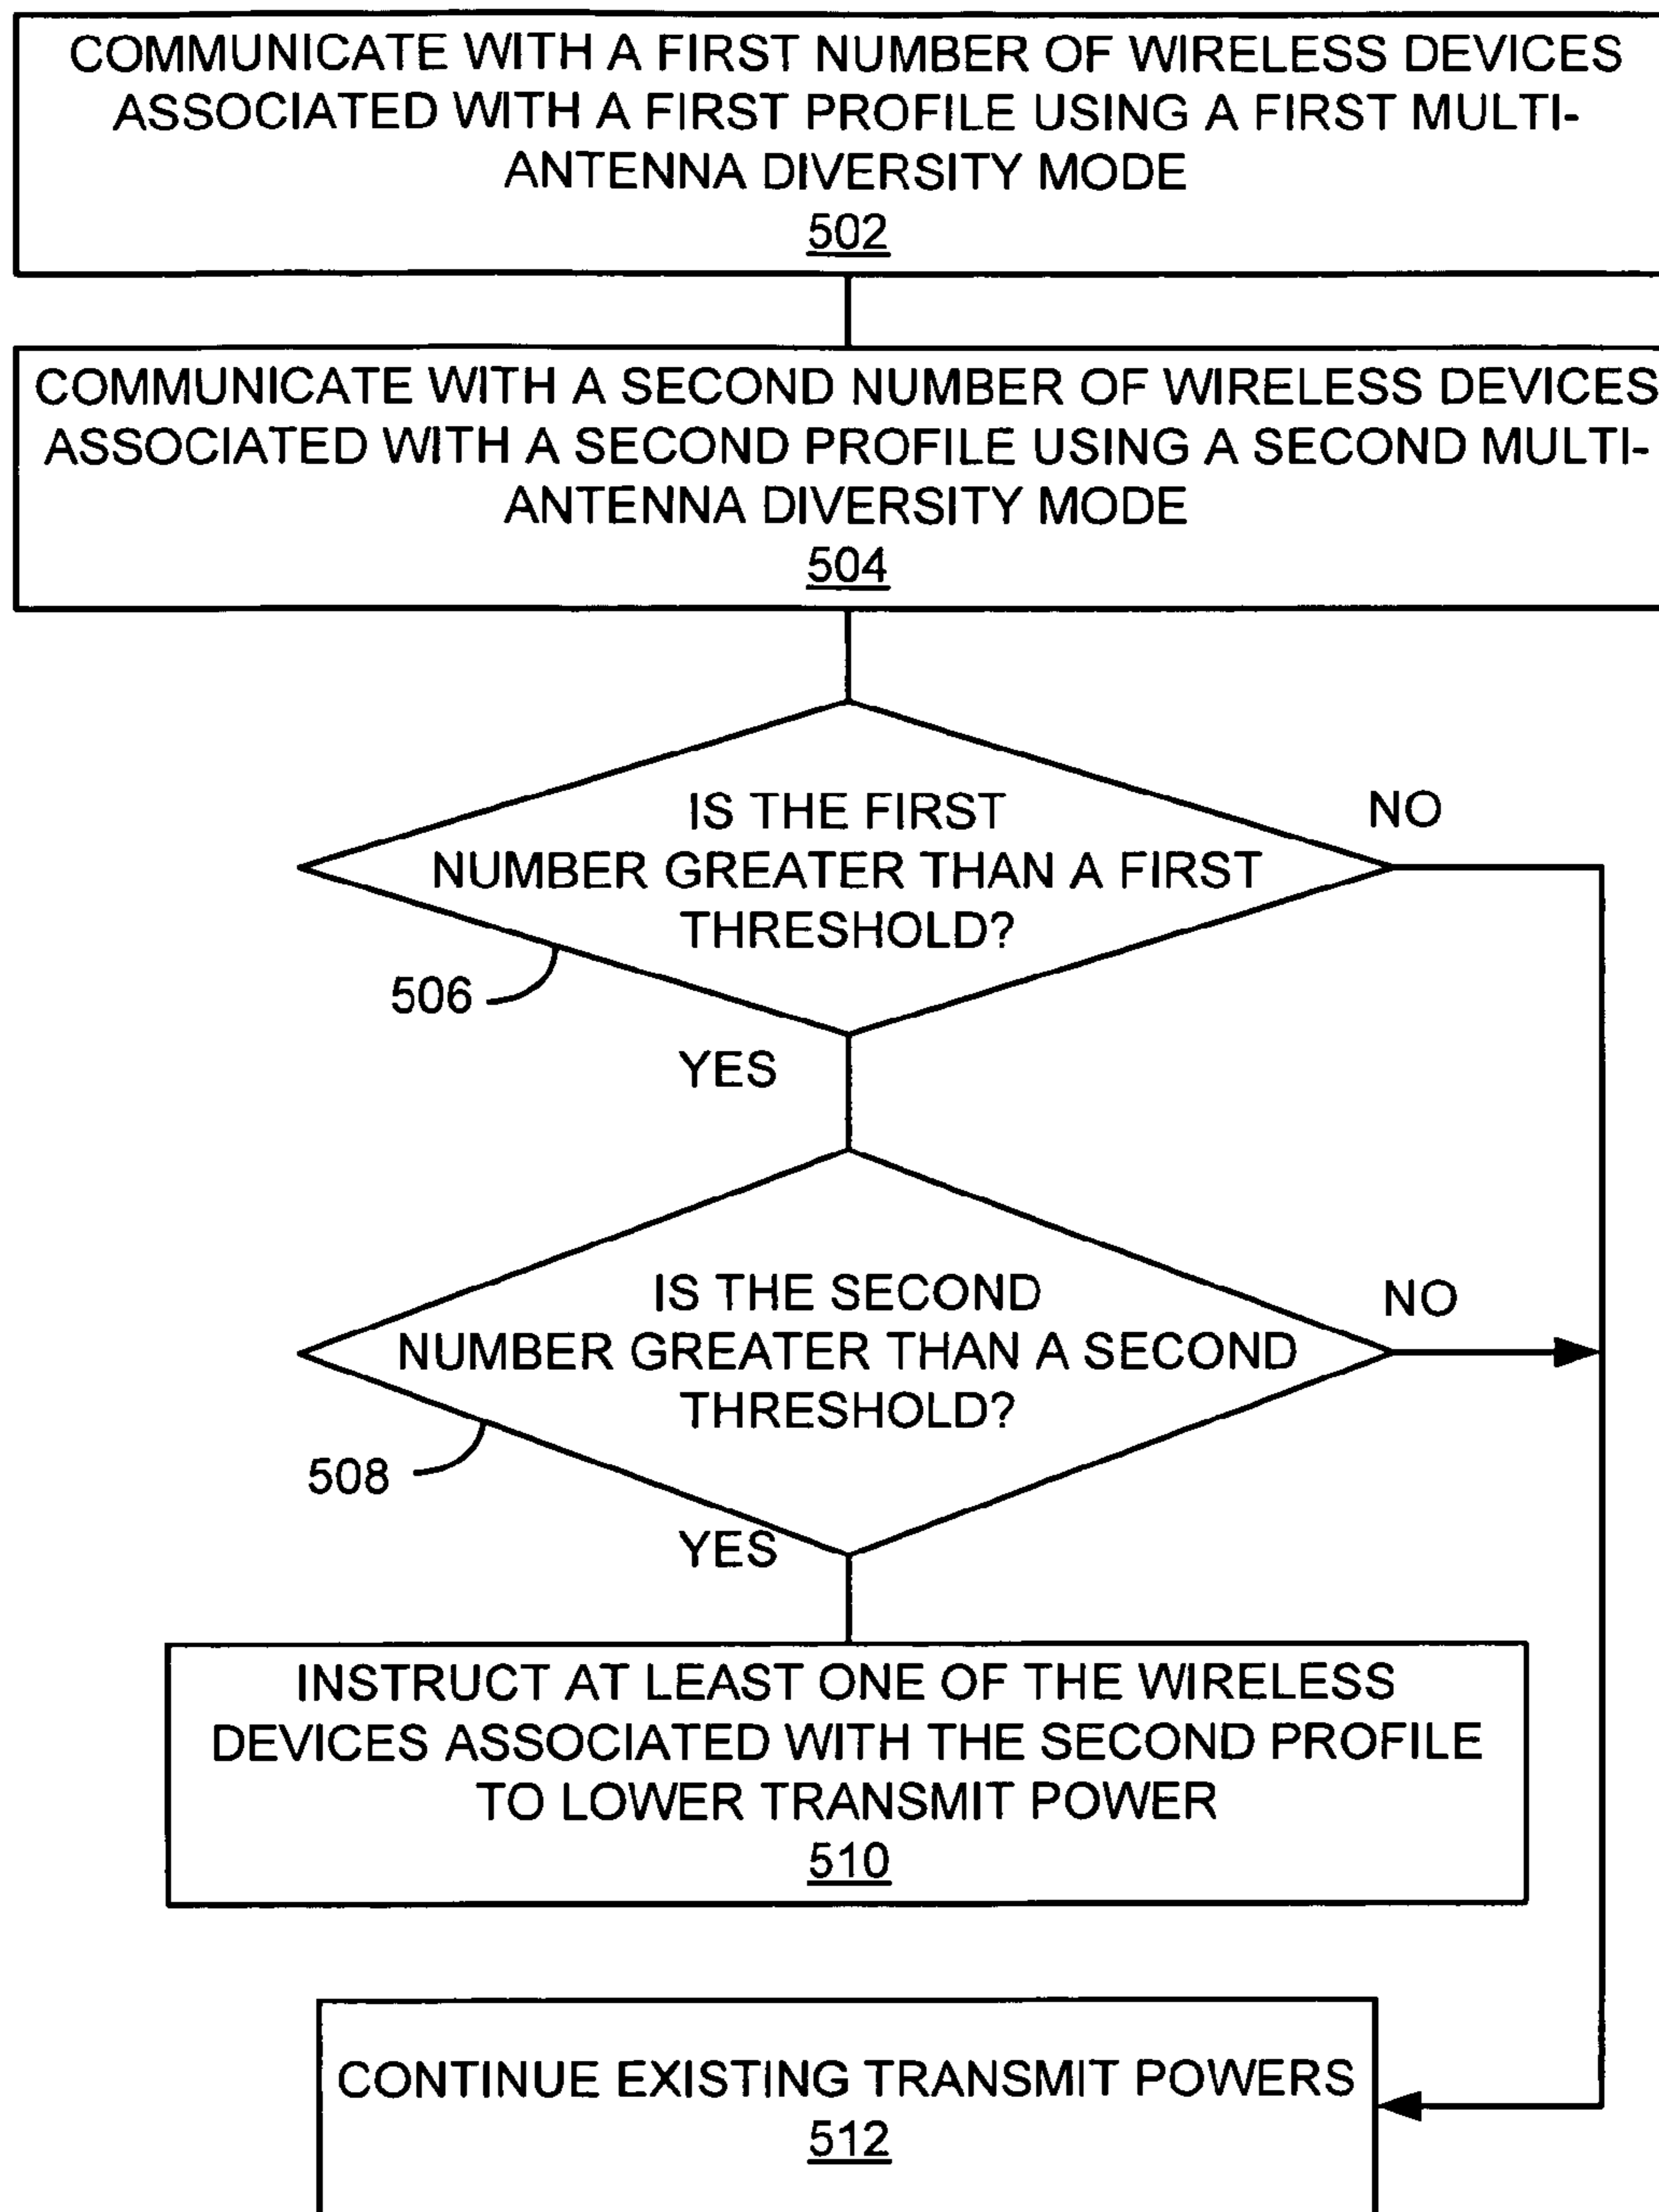 COMMUNICATE WITH A FIRST NUMBER OF WIRELESS DEVICES
ASSOCIATED WITH A FIRST PROFILE USING A FIRST MULTI-
ANTENNA DIVERSITY MODE
502
COMMUNICATE WITH A SECOND NUMBER OF WIRELESS DEVICES
ASSOCIATED WITH A SECOND PROFILE USING A SECOND MULTI-
ANTENNA DIVERSITY MODE
504
IS THE FIRST
NUMBER GREATER THAN A FIRST
THRESHOLD?
NO
506
YES
IS THE SECOND
NUMBER GREATER THAN A SECOND
THRESHOLD?
NO
508
YES
INSTRUCT AT LEAST ONE OF THE WIRELESS
DEVICES ASSOCIATED WITH THE SECOND PROFILE
TO LOWER TRANSMIT POWER
510
CONTINUE EXISTING TRANSMIT POWERS
512